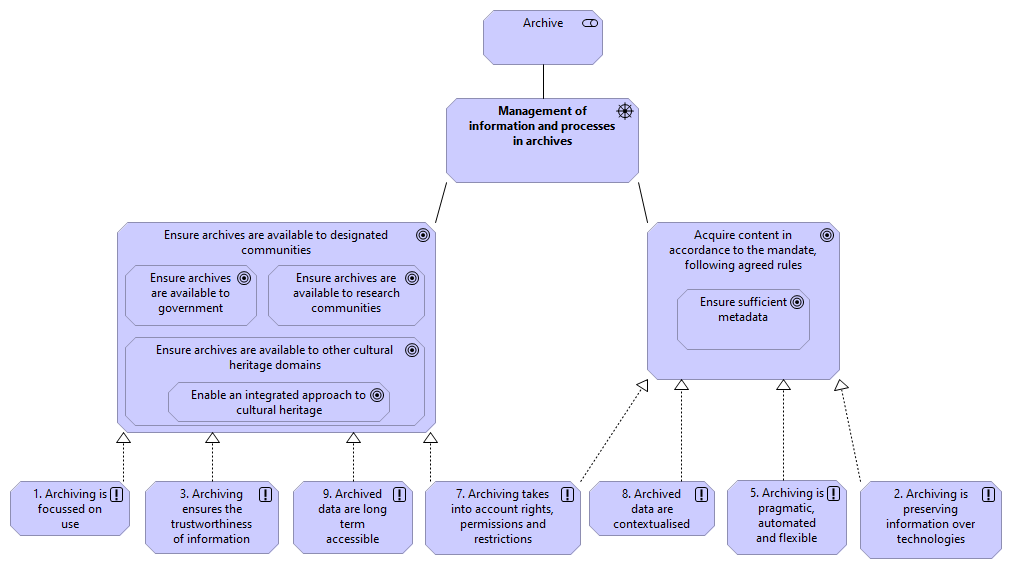 Archive
Management of
information and processes
in archives
Ensure archives are available to designated
communities
Ensure archives
are available to
government
Ensure archives are
available to research
communities
Ensure archives are available to other cultural
heritage domains
Enable an integrated approach to
cultural heritage
Acquire content in
accordance to the mandate,
following agreed rules
Ensure sufficient
metadata
1. Archiving is
focussed on
use
3. Archiving
ensures the
trustworthiness
of information
9. Archived
data are long
term
accessible
7. Archiving takes
into account rights,
permissions and
restrictions
8. Archived
data are
contextualised
5. Archiving is
pragmatic,
automated
and flexible
2. Archiving is
preserving
information over
technologies